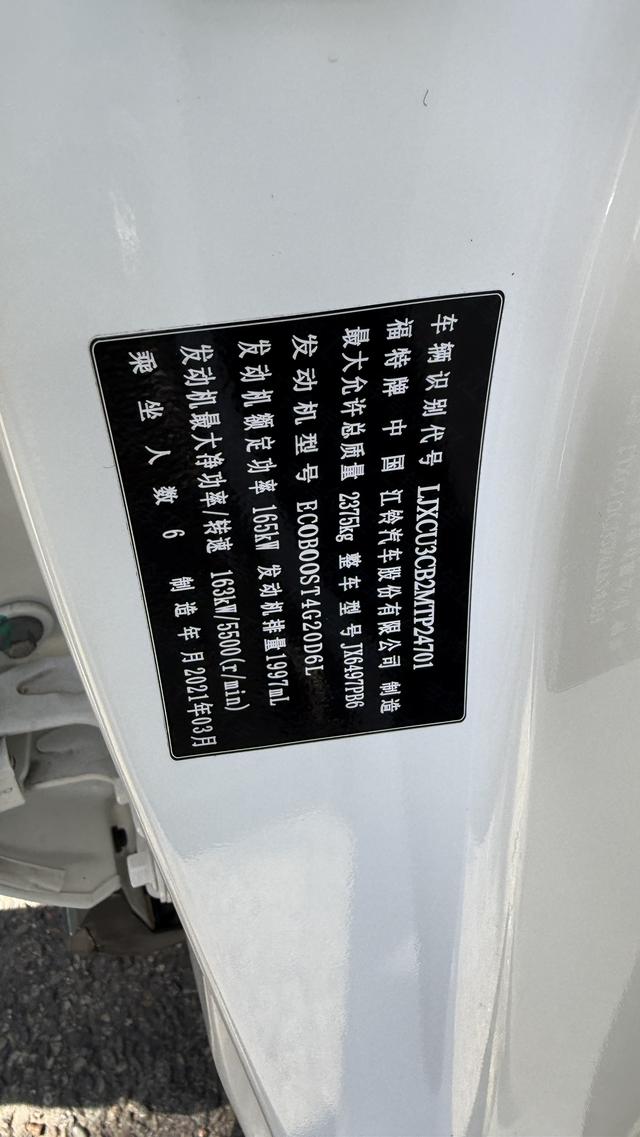 车辆识别代号 LJXCU3CB2MTP24701
福特牌 中国 江铃汽车股份有限公司 制造
最大允许总质量 2375kg 整车型号 JX6497PD6
发动机型号 ECOBOOST4G20D6L
发动机额定功率 165kW 发动机排量1997mL
发动机最大净功率/转速 163kW/5500(r/min)
乘坐人数 6 制造年月 2021年03月